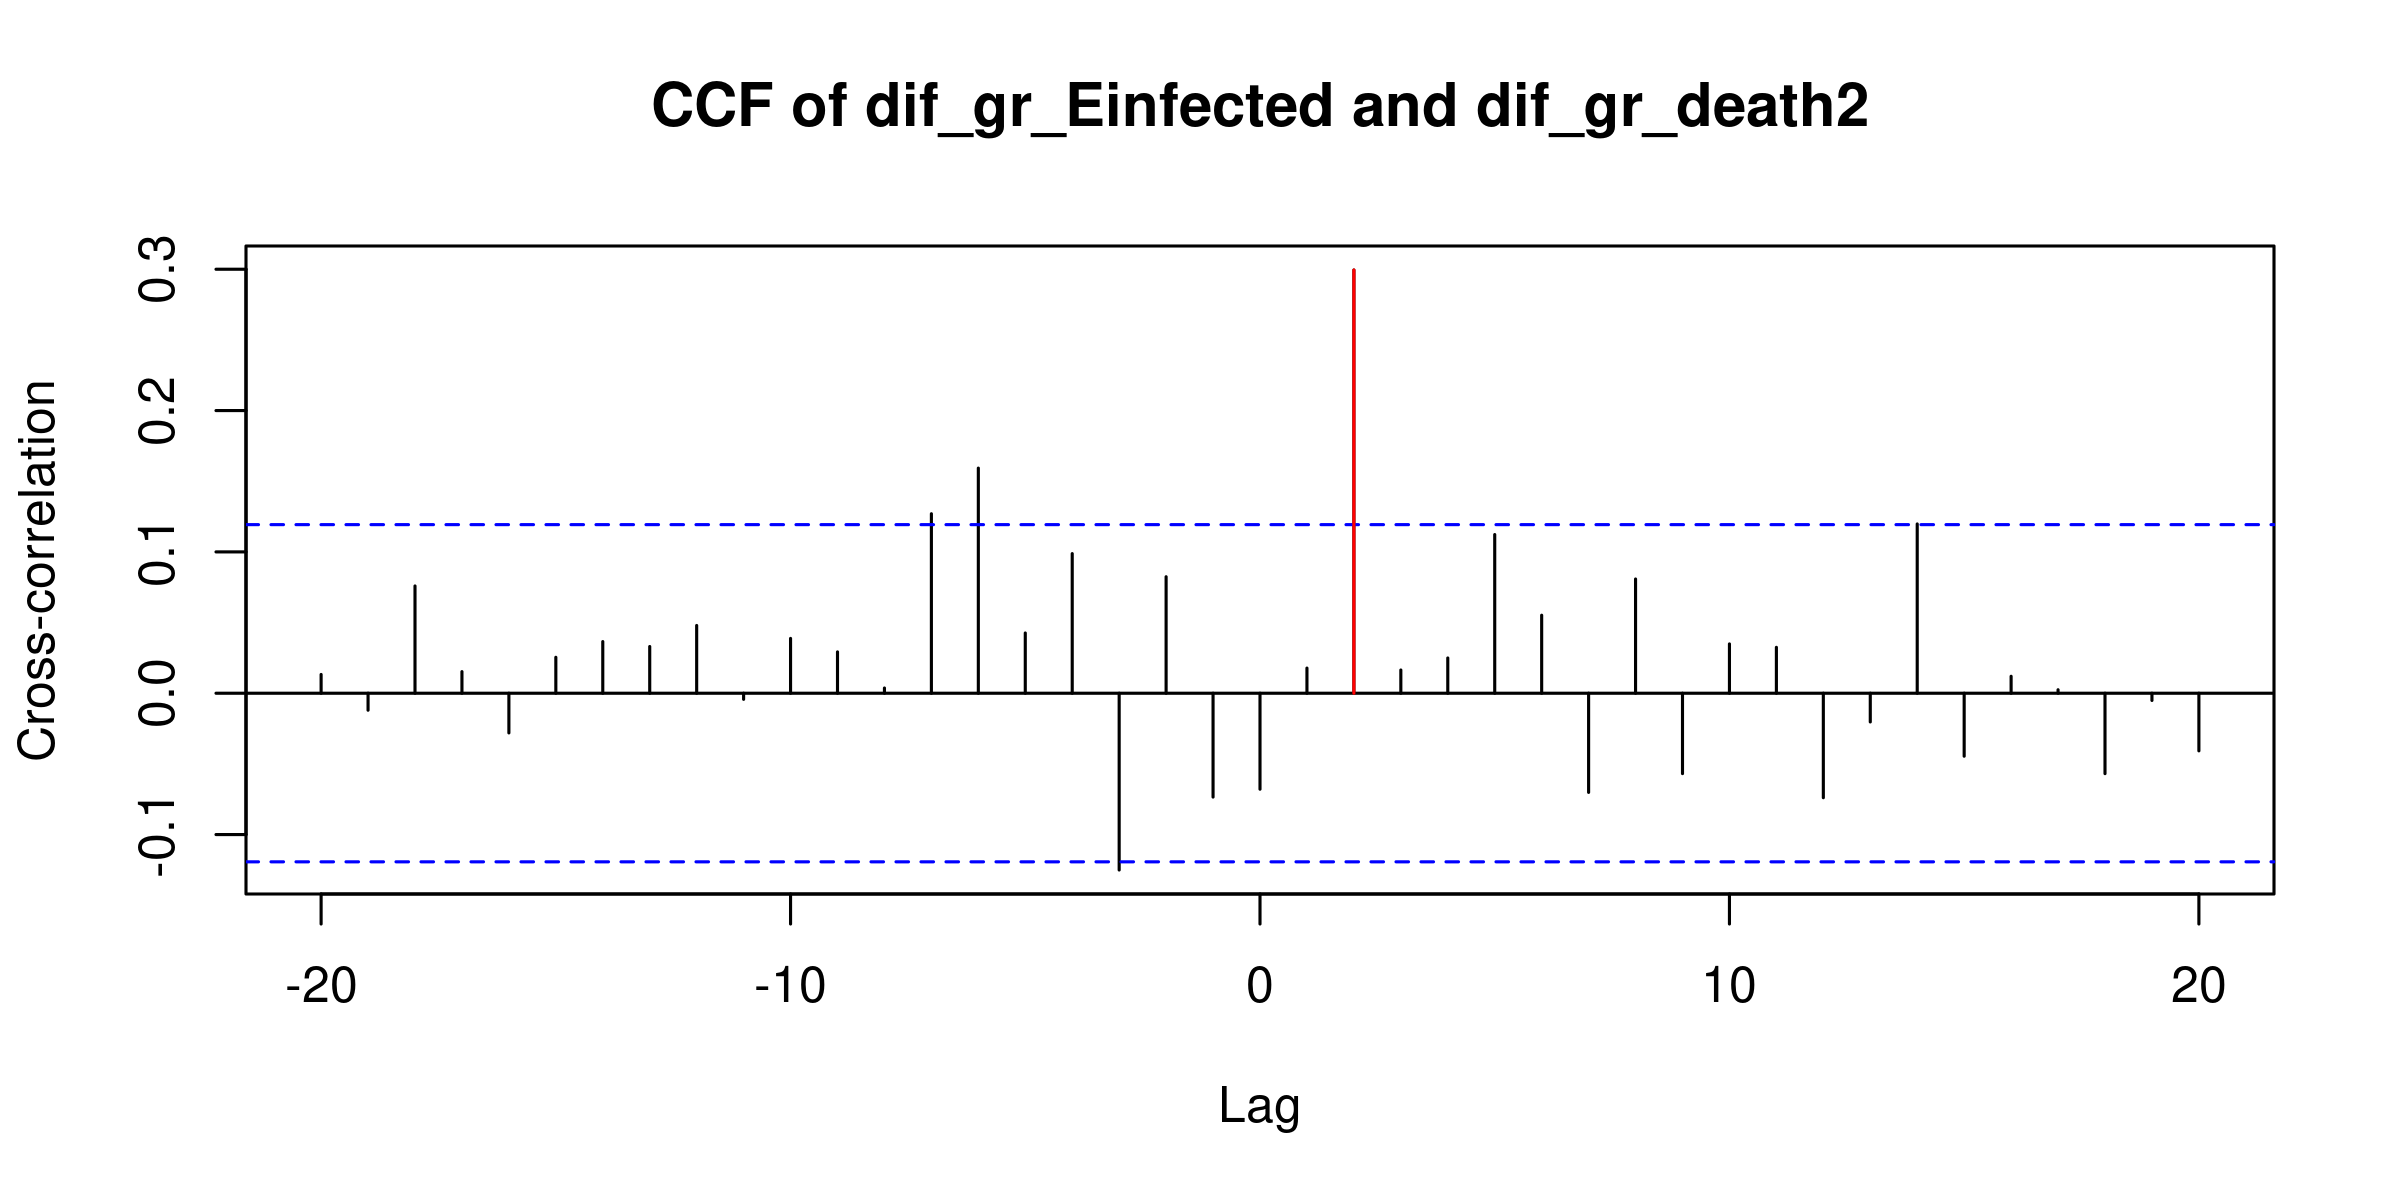 CCF of dif_gr_Einfected and dif_gr_death2
Cross-correlation
0.3
0.2
0.1
0.0
-0.1
-20 -10 0 10 20
Lag